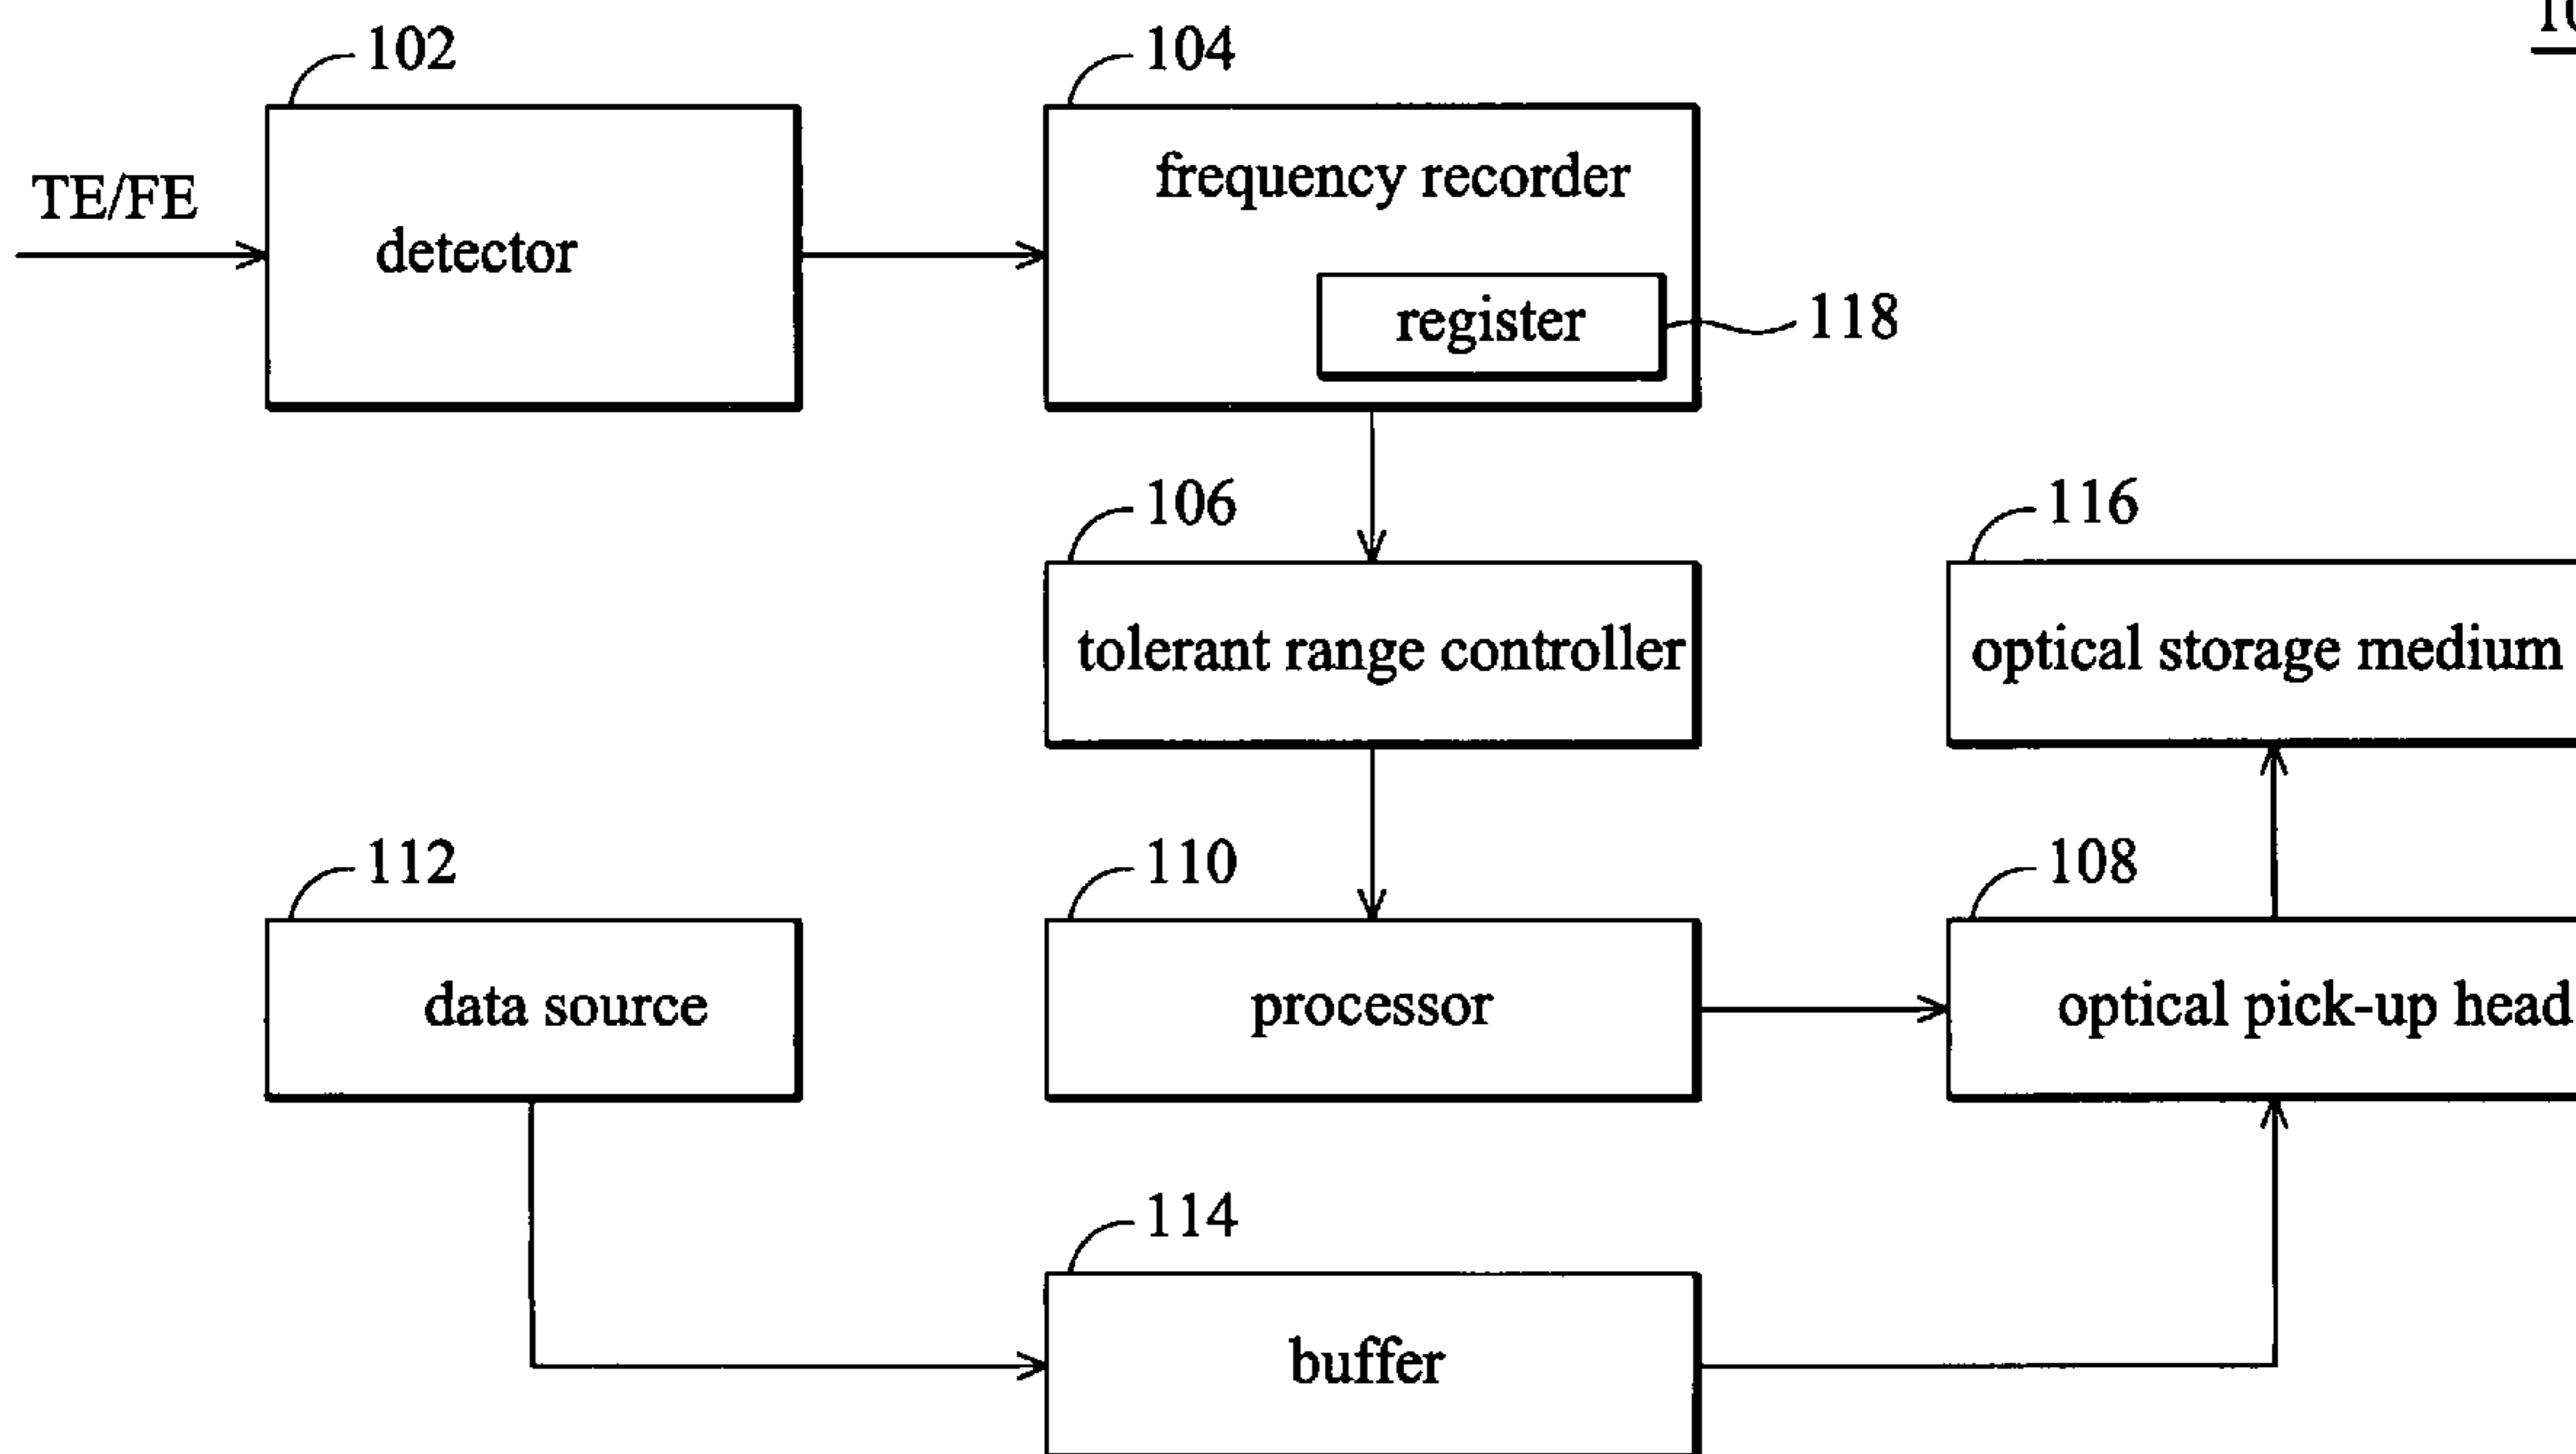 102
104
TE/FE
detector
frequency recorder
register
118
106
116
tolerant range controller
optical storage medium
112
110
108
data source
processor
optical pick-up head
114
buffer